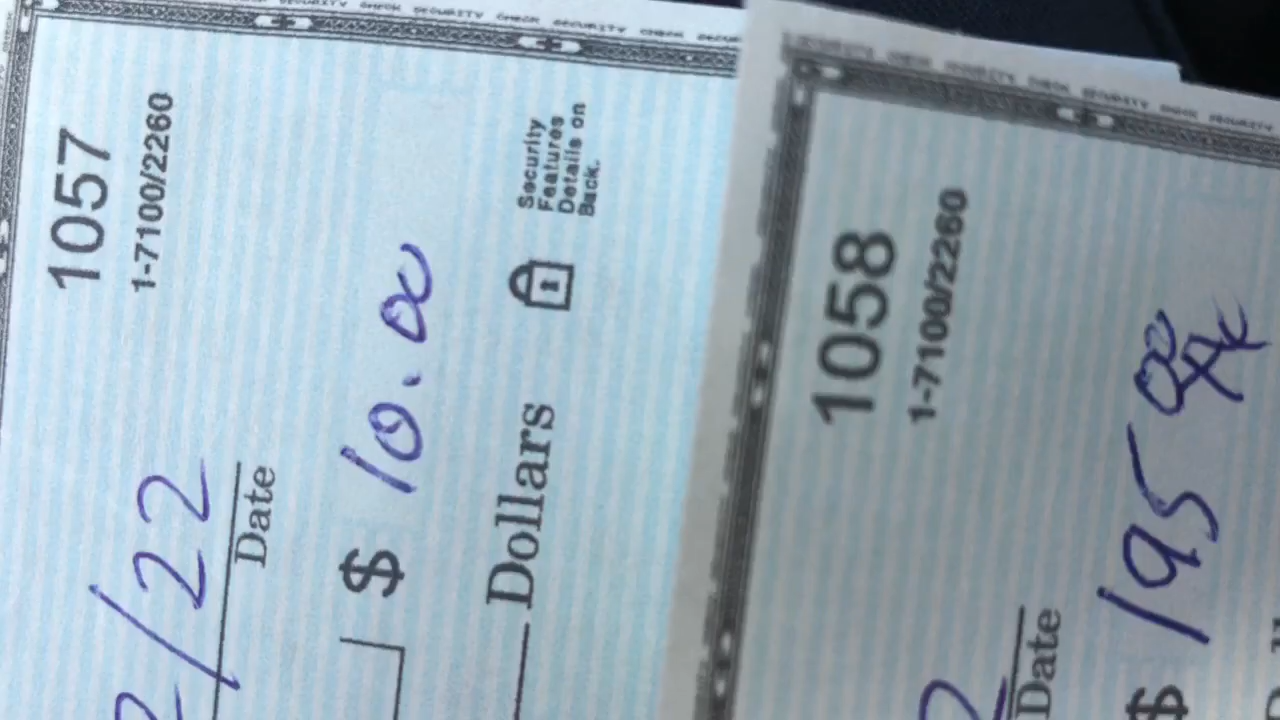 1057
1-7100/2260
/22
Date
$ 10.00
Dollars
Security
Features
Details on
Back.
1058
1-7100/2260
Date
$ 195 00